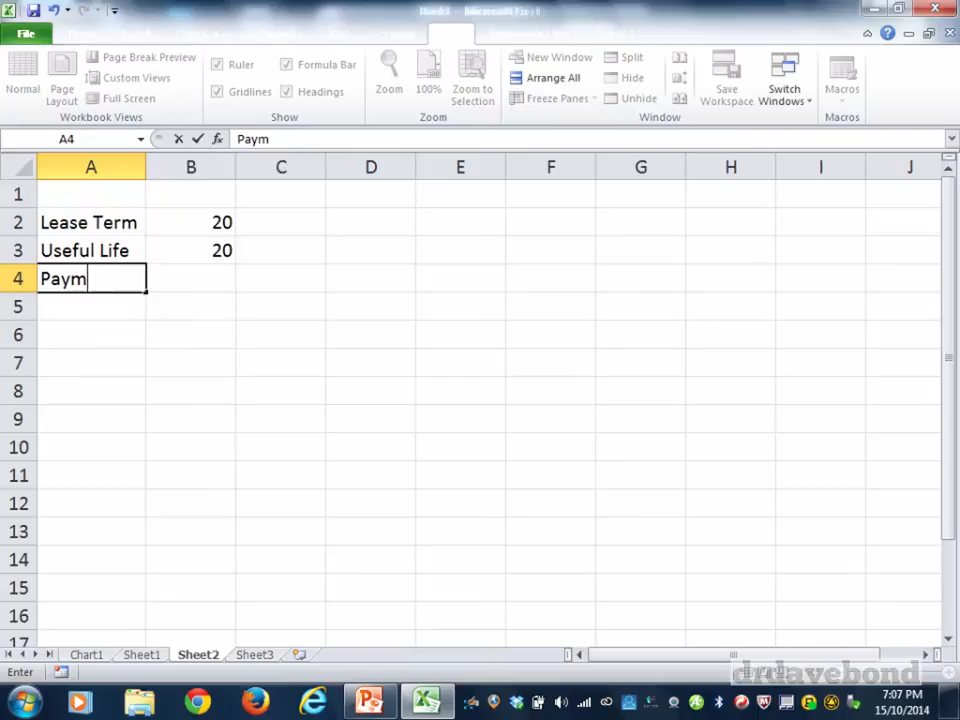 File
Normal
Page Layout
Page Break Preview
Custom Views
Full Screen
Workbook Views
Ruler
Formula Bar
Gridlines
Headings
Show
Zoom
100%
Zoom to Selection
Zoom
New Window
Arrange All
Freeze Panes
Split
Hide
Unhide
Save Workspace
Switch Windows
Window
Macros
Macros
A4
fx
Paym
A B C D E F G H I J
1
2 Lease Term 20
3 Useful Life 20
4 Paym
5
6
7
8
9
10
11
12
13
14
15
16
17
Chart1 Sheet1 Sheet2 Sheet3
Enter
drdavebond
7:07 PM
15/10/2014